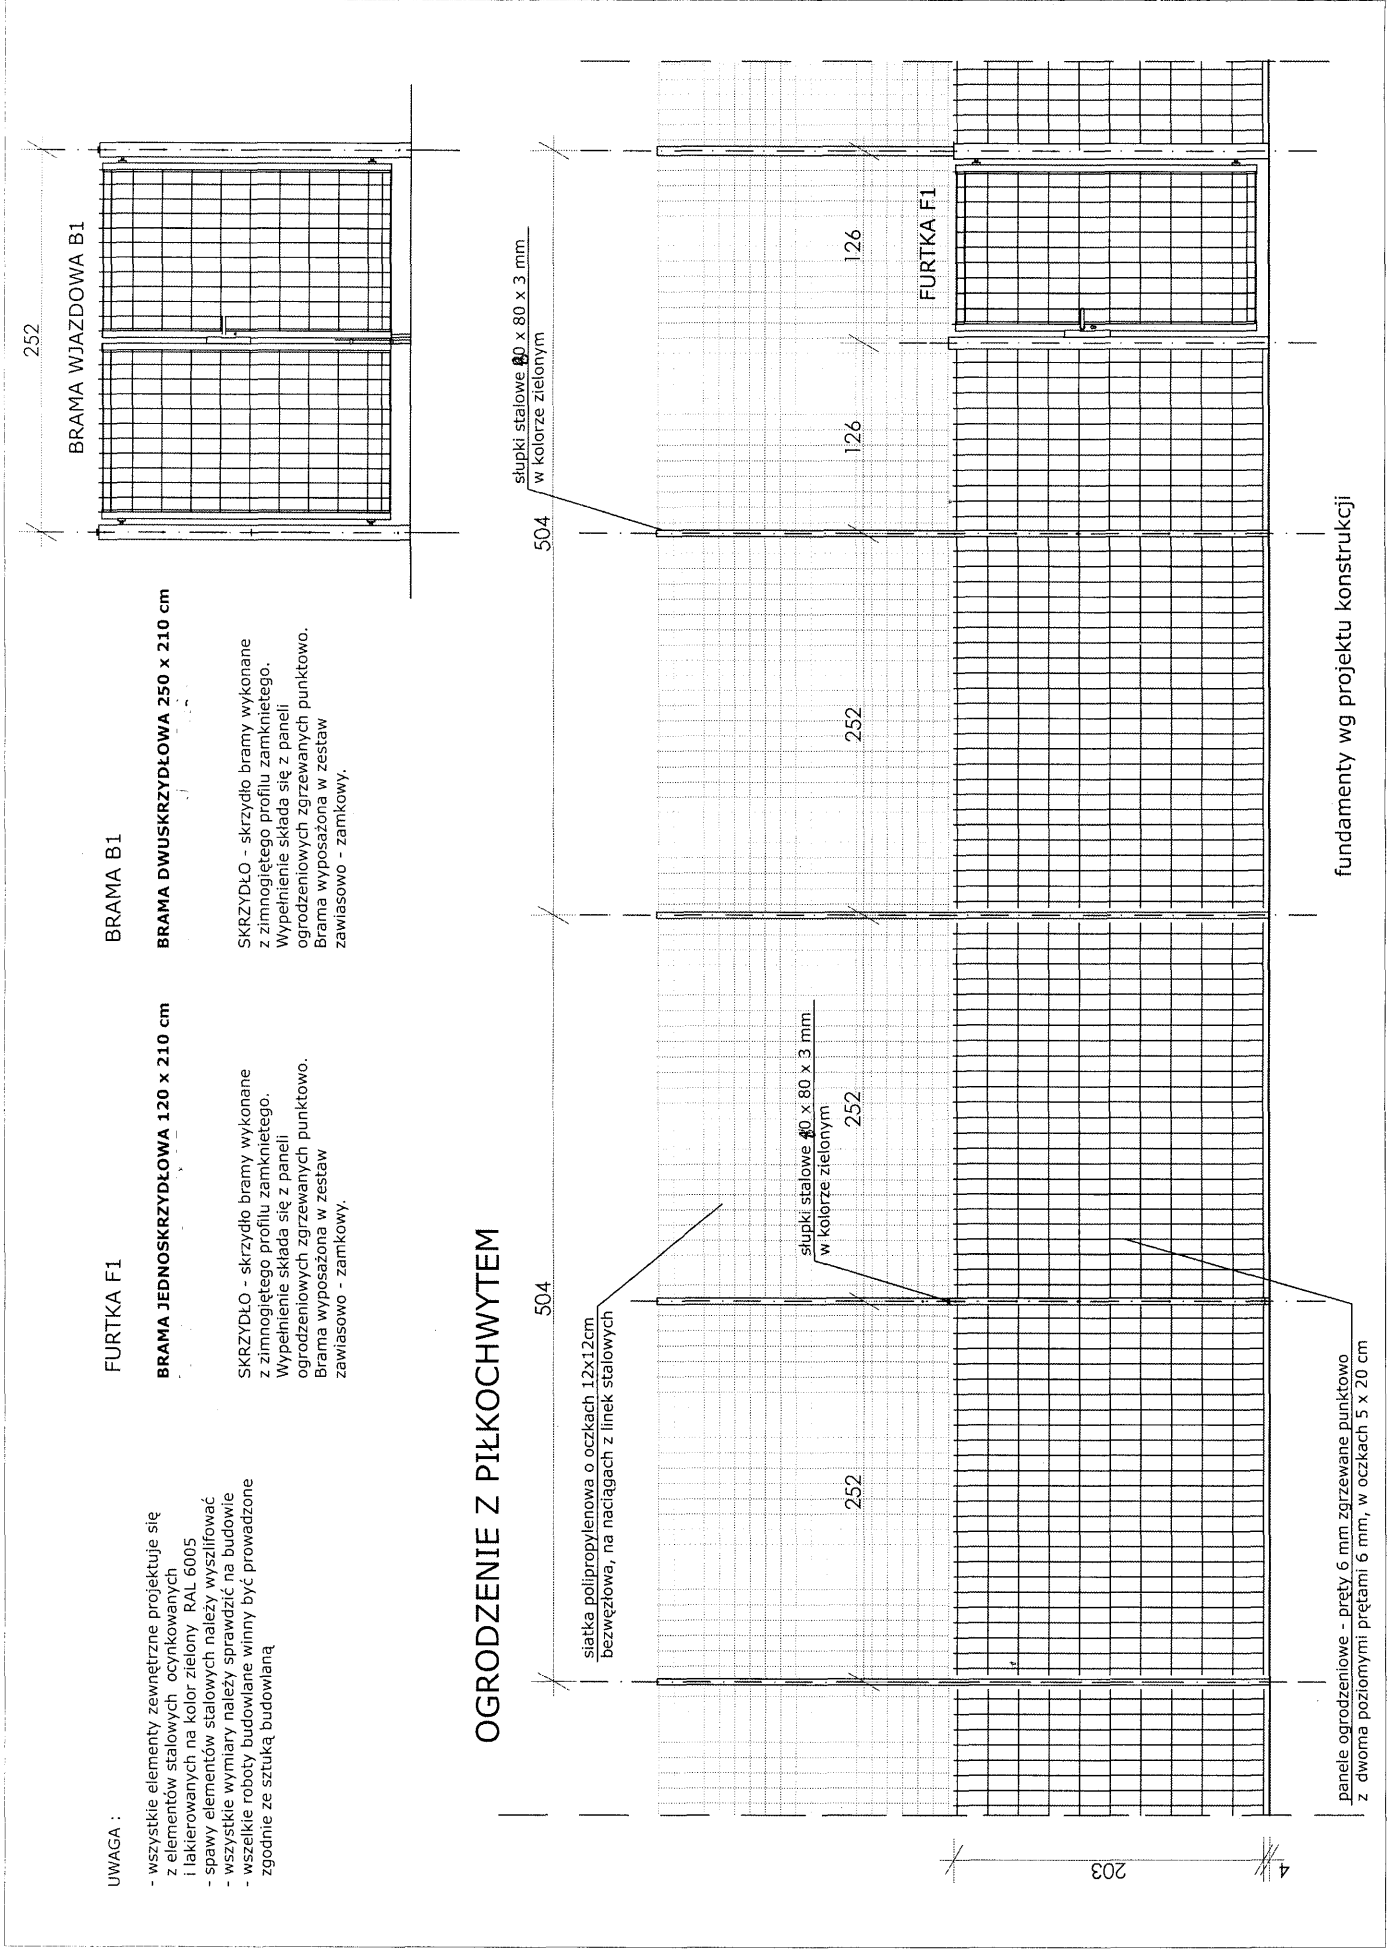 UWAGA :
- wszystkie elementy zewnętrzne projektuje się
z elementów stalowych ocynkowanych
i lakierowanych na kolor zielony RAL 6005
- spawy elementów stalowych należy wyszlifować
- wszystkie wymiary należy sprawdzić na budowie
- wszelkie roboty budowlane winny być prowadzone
zgodnie ze sztuką budowlaną
FURTKA F1
BRAMA JEDNOSKRZYDŁOWA 120 x 210 cm
SKRZYDŁO - skrzydło bramy wykonane
z zimnogiętego profilu zamknietego.
Wypełnienie składa się z paneli
ogrodzeniowych zgrzewanych punktowo.
Brama wyposażona w zestaw
zawiasowo - zamkowy.
BRAMA B1
BRAMA DWUSKRZYDŁOWA 250 x 210 cm
SKRZYDŁO - skrzydło bramy wykonane
z zimnogiętego profilu zamknietego.
Wypełnienie składa się z paneli
ogrodzeniowych zgrzewanych punktowo.
Brama wyposażona w zestaw
zawiasowo - zamkowy.
252
BRAMA WJAZDOWA B1
OGRODZENIE Z PIŁKOCHWYTEM
słupki stalowe x 80 x 3 mm
w kolorze zielonym
504
504
siatka polipropylenowa o oczkach 12x12cm
bezwęzłowa, na naciągach z linek stalowych
słupki stalowe x 80 x 3 mm
w kolorze zielonym
252
252
252
126
126
FURTKA F1
203
4
panele ogrodzeniowe - pręty 6 mm zgrzewane punktowo
z dwoma poziomymi prętami 6 mm, w oczkach 5 x 20 cm
fundamenty wg projektu konstrukcji